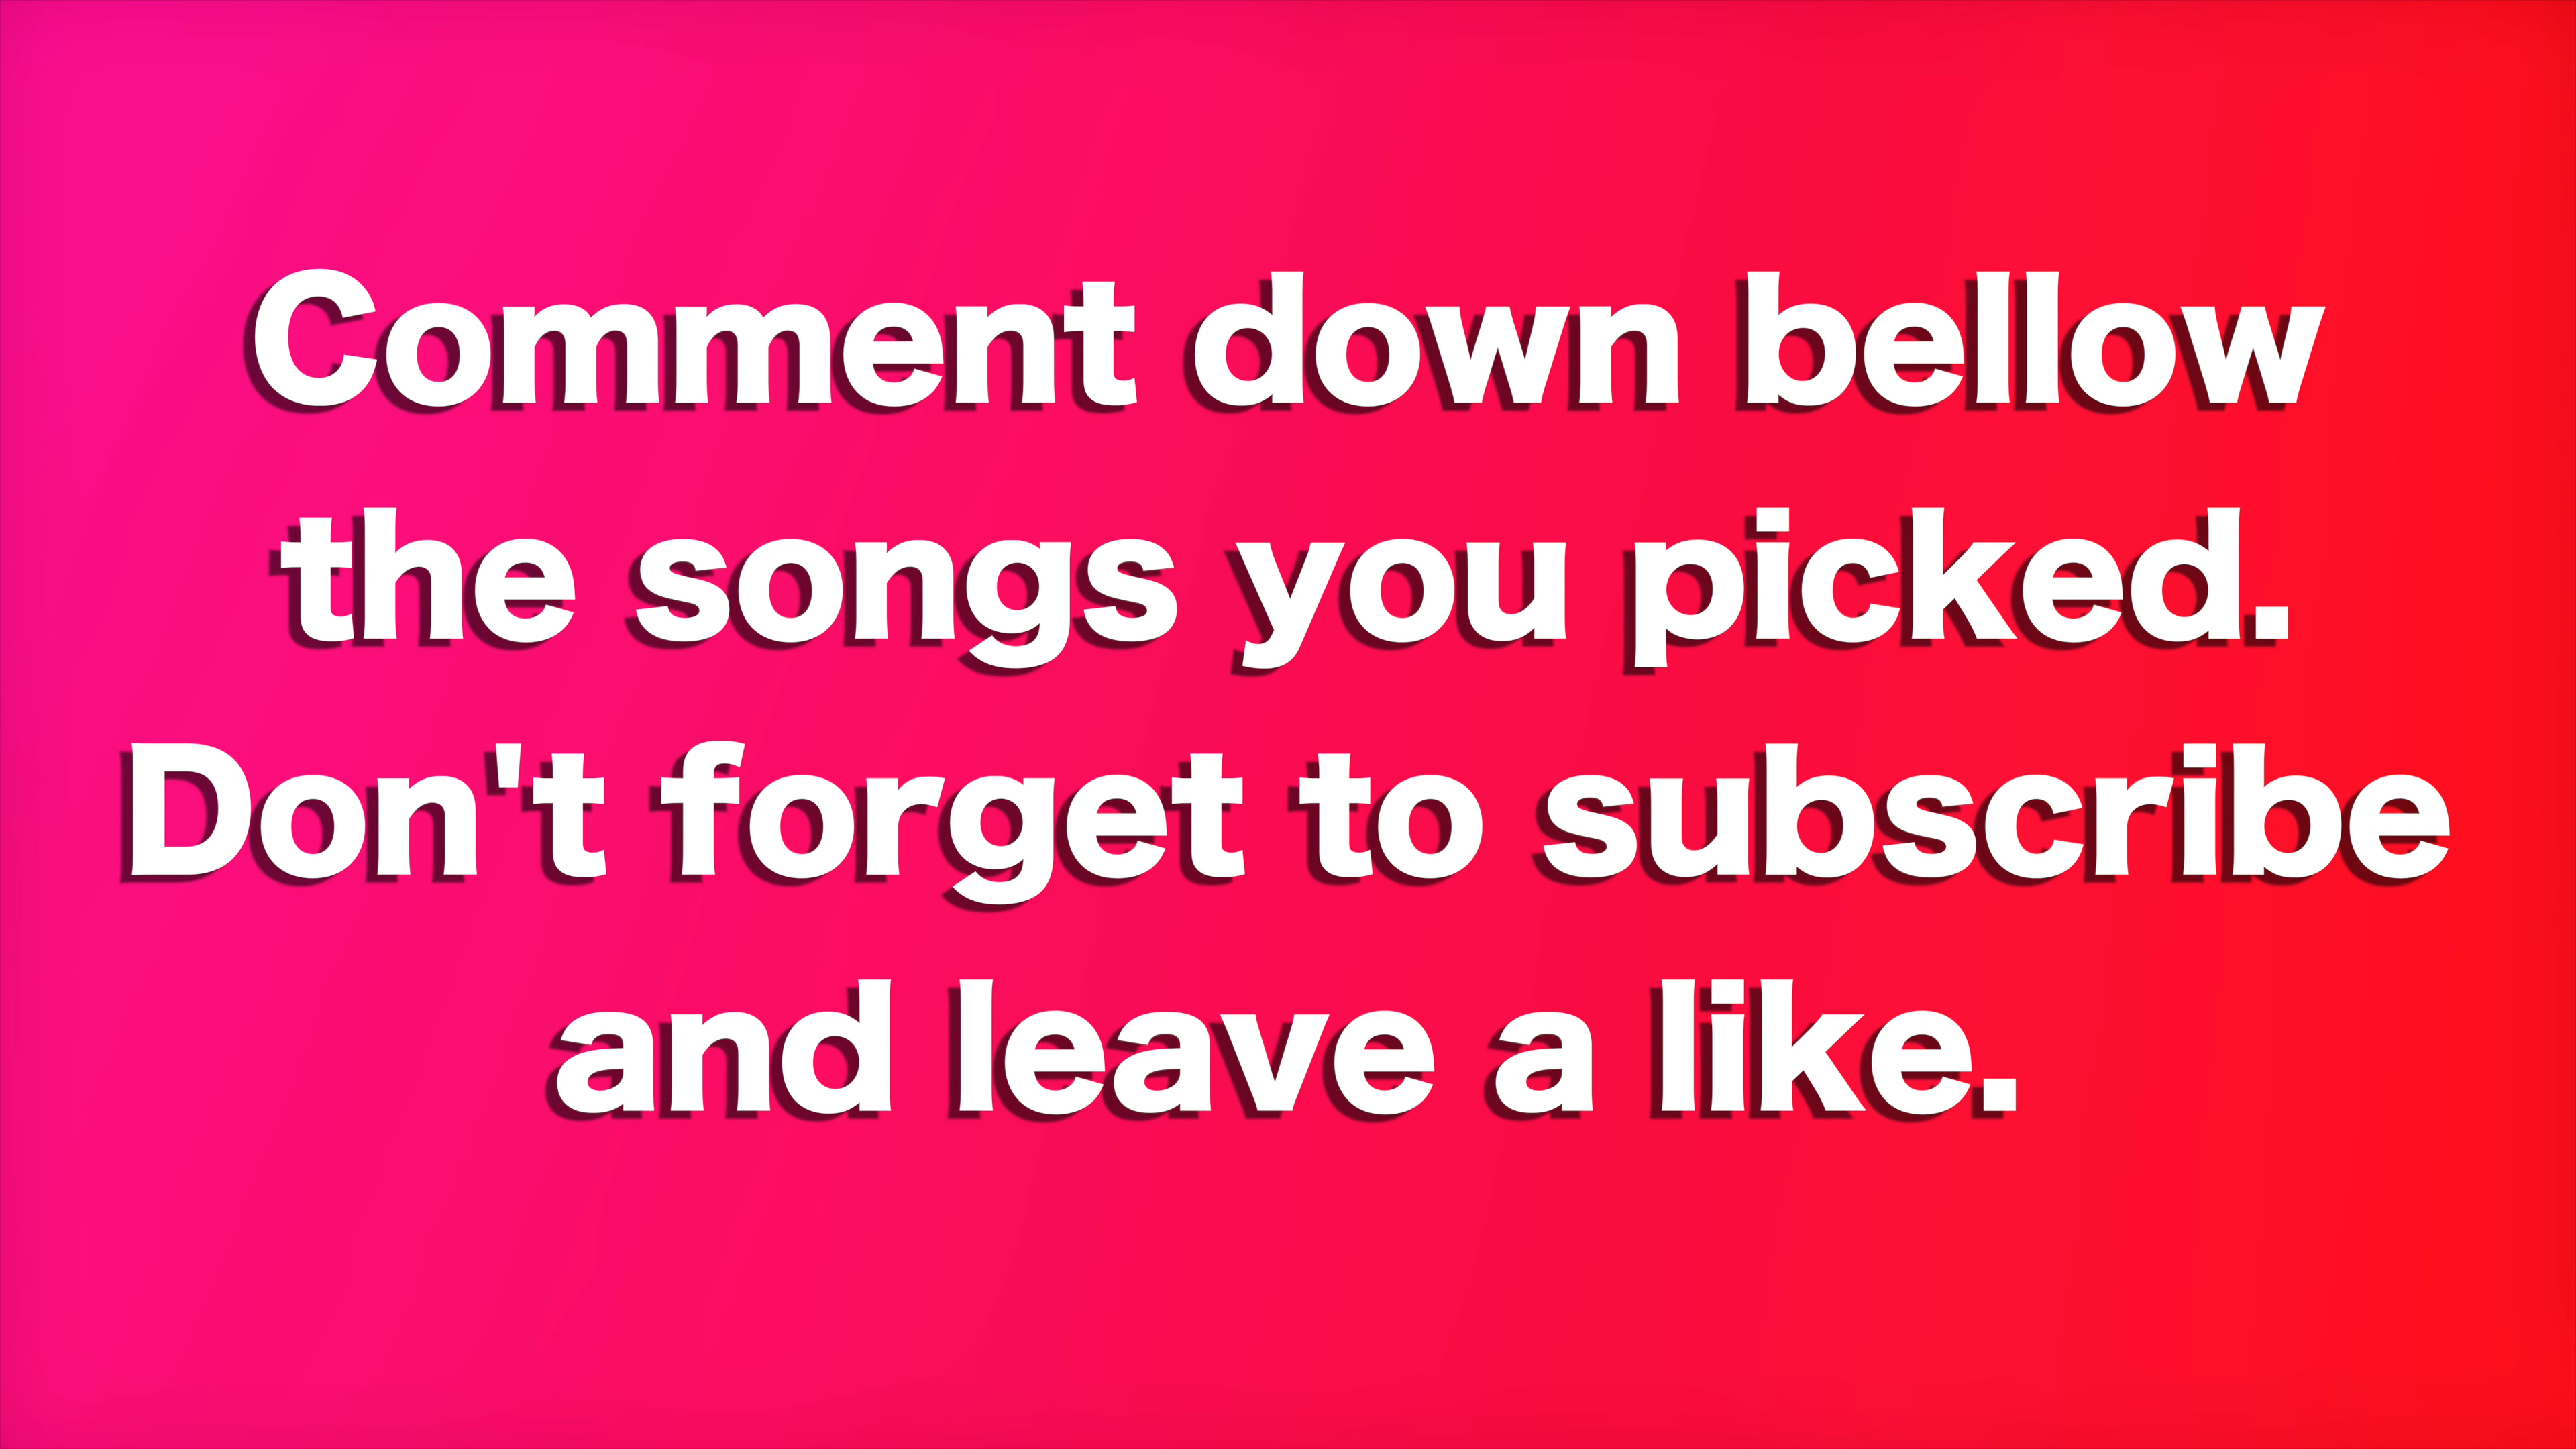 Comment down bellow
the songs you picked.
Don't forget to subscribe
and leave a like.